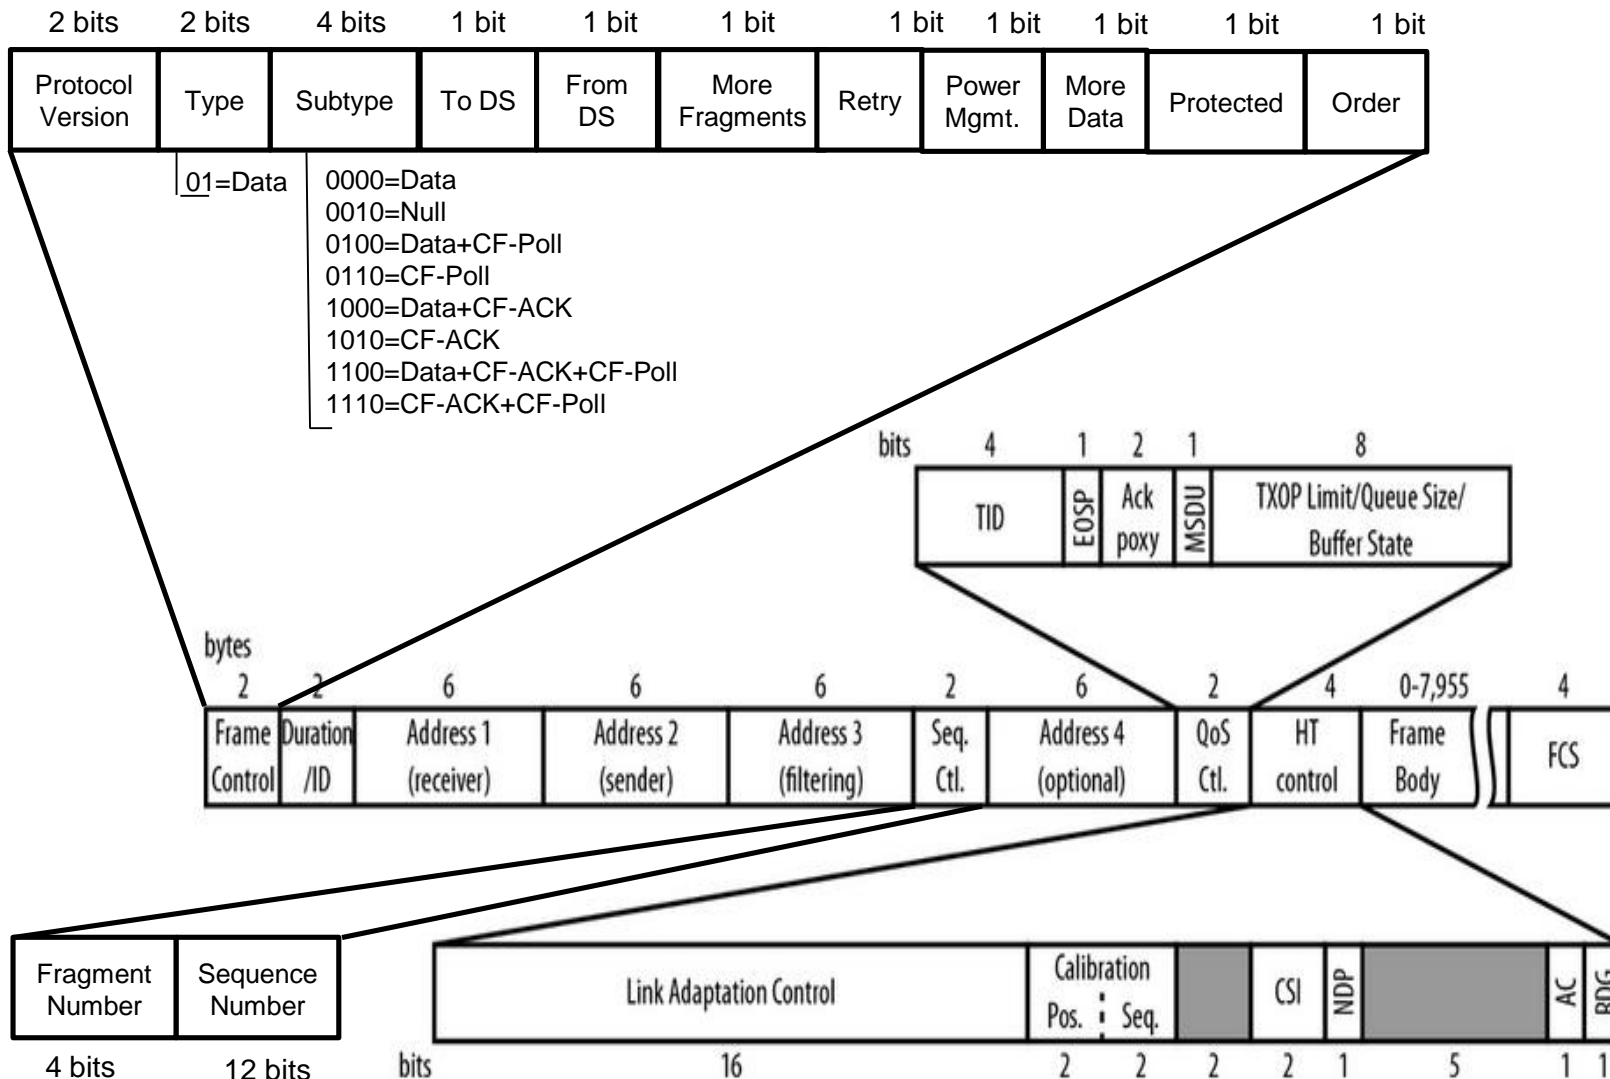 2 bits 2 bits 4 bits 1 bit 1 bit 1 bit 1 bit 1 bit 1 bit 1 bit 1 bit
Protocol Version Type Subtype To DS From DS More Fragments Retry Power Mgmt. More Data Protected Order
01=Data
0000=Data
0010=Null
0100=Data+CF-Poll
0110=CF-Poll
1000=Data+CF-ACK
1010=CF-ACK
1100=Data+CF-ACK+CF-Poll
1110=CF-ACK+CF-Poll
bits 4 1 2 1 8
TID EOSP Ack poxy MSDU TXOP Limit/Queue Size/ Buffer State
bytes
2 2 6 6 6 2 6 2 4 0-7,955 4
Frame Control Duration /ID Address 1 (receiver) Address 2 (sender) Address 3 (filtering) Seq. Ctl. Address 4 (optional) QoS Ctl. HT control Frame Body FCS
Fragment Number Sequence Number
4 bits 12 bits
Link Adaptation Control Calibration Pos. Seq. CSI NDP AC RDG
bits 16 2 2 2 2 1 5 1 1